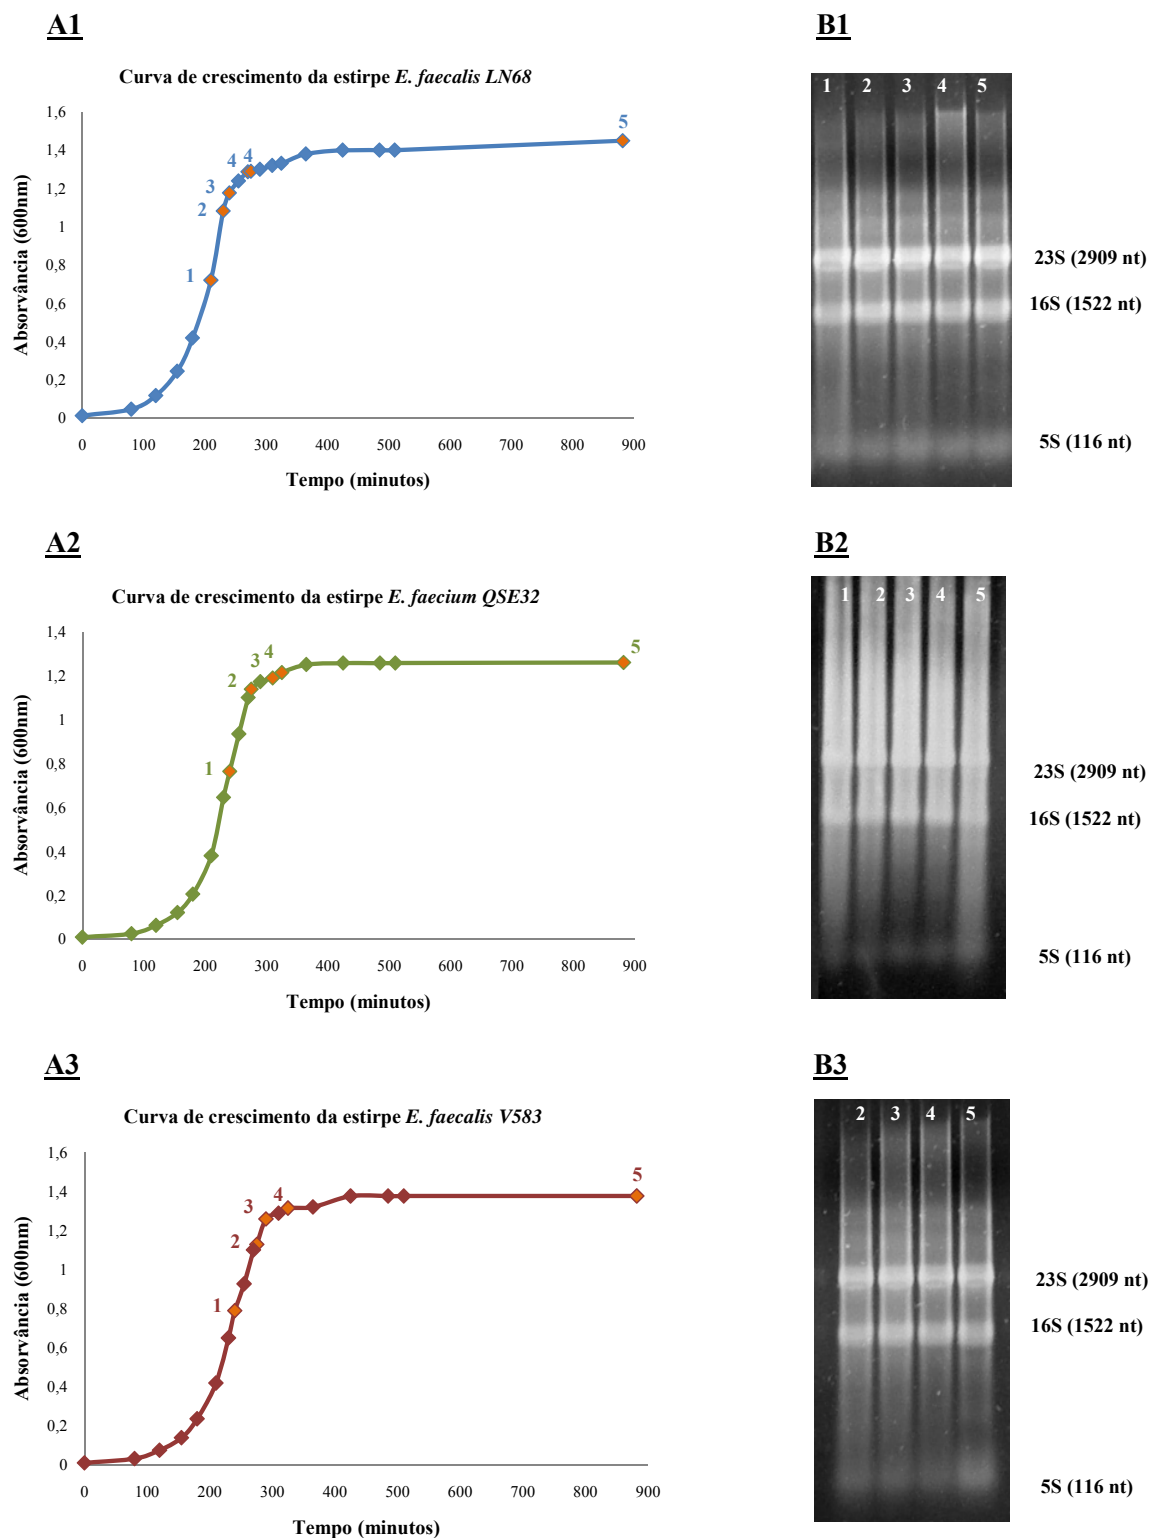 A1
B1
Curva de crescimento da estirpe E. faecalis LN68
Absorvância (600nm)
1,6
1,4
1,2
1
0,8
0,6
0,4
0,2
0
1
2
3
4
4
5
0 100 200 300 400 500 600 700 800 900
Tempo (minutos)
1 2 3 4 5
23S (2909 nt)
16S (1522 nt)
5S (116 nt)
A2
B2
Curva de crescimento da estirpe E. faecium QSE32
Absorvância (600nm)
1,4
1,2
1
0,8
0,6
0,4
0,2
0
1
2
3
4
5
0 100 200 300 400 500 600 700 800 900
Tempo (minutos)
1 2 3 4 5
23S (2909 nt)
16S (1522 nt)
5S (116 nt)
A3
B3
Curva de crescimento da estirpe E. faecalis V583
Absorvância (600nm)
1,6
1,4
1,2
1
0,8
0,6
0,4
0,2
0
1
2
3
4
5
0 100 200 300 400 500 600 700 800 900
Tempo (minutos)
2 3 4 5
23S (2909 nt)
16S (1522 nt)
5S (116 nt)